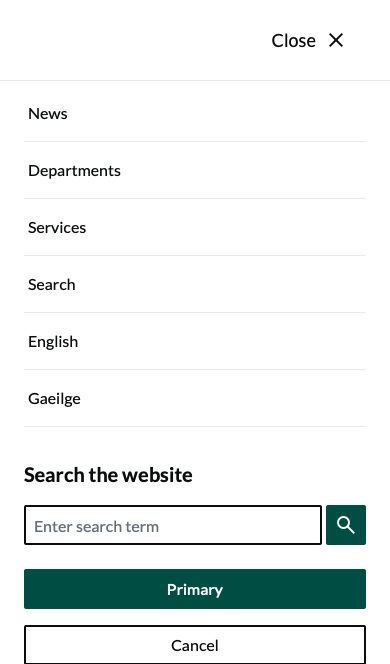 Close
News
Departments
Services
Search
English
Gaeilge
Search the website
Enter search term
Primary
Cancel